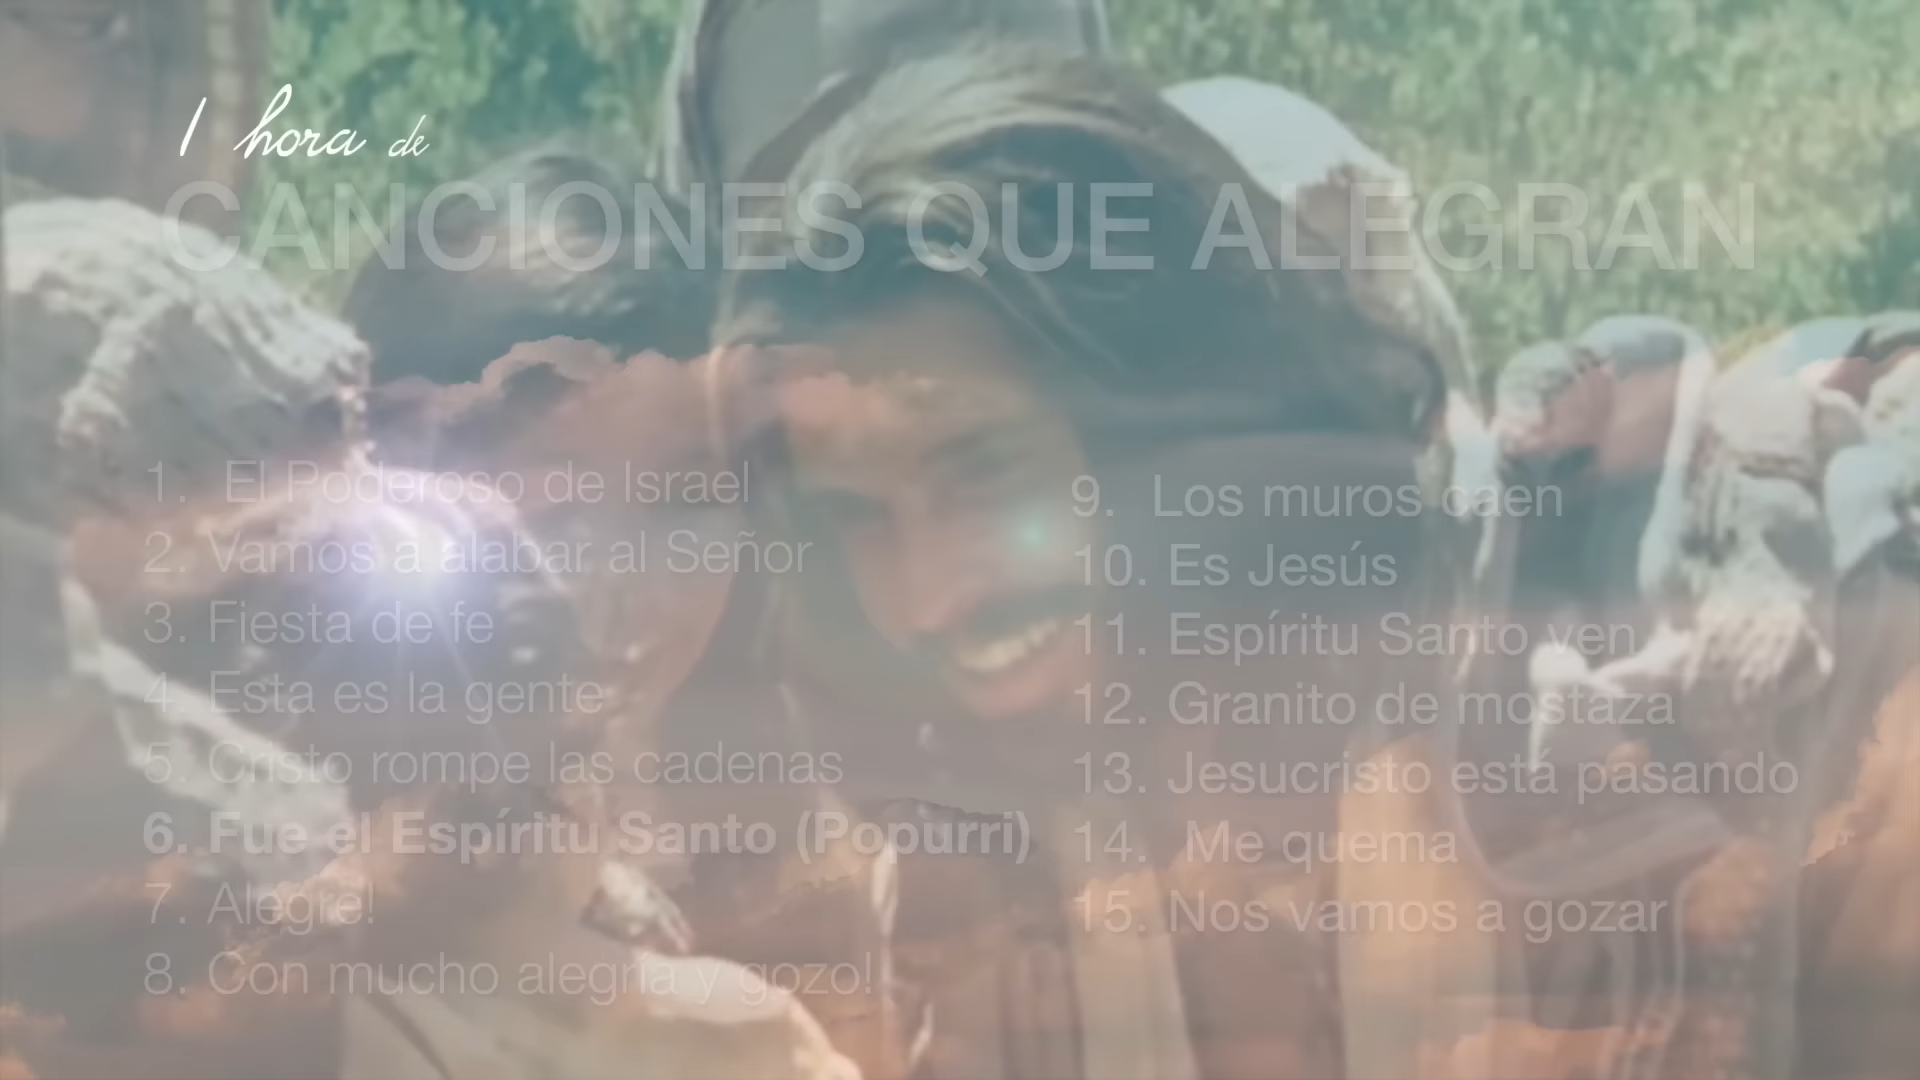 1 hora de
CANCIONES QUE ALEGRAN
1. El Poderoso de Israel
2. Vamos a alabar al Señor
3. Fiesta de fe
4. Esta es la gente
5. Cristo rompe las cadenas
6. Fue el Espíritu Santo (Popurri)
7. Alegre!
8. Con mucho alegria y gozo!
9. Los muros caen
10. Es Jesús
11. Espíritu Santo ven
12. Granito de mostaza
13. Jesucristo está pasando
14. Me quema
15. Nos vamos a gozar